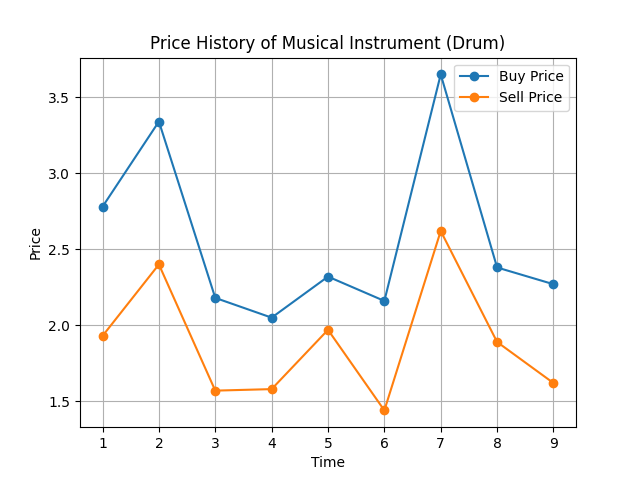 Price History of Musical Instrument (Drum)
Buy Price
Sell Price
3.5
3.0
2.5
2.0
1.5
Price
1 2 3 4 5 6 7 8 9
Time